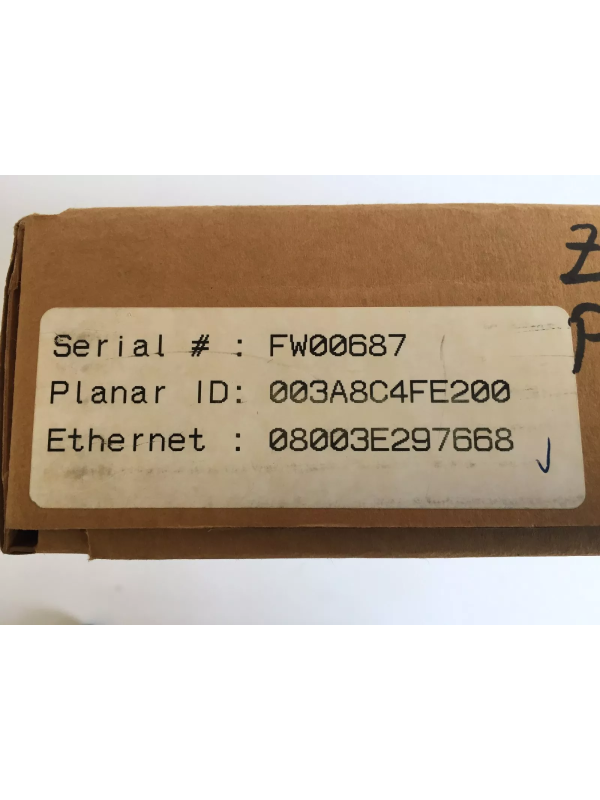 Z
P
Serial # : FW00687
Planar ID: 003A8C4FE200
Ethernet : 08003E297668